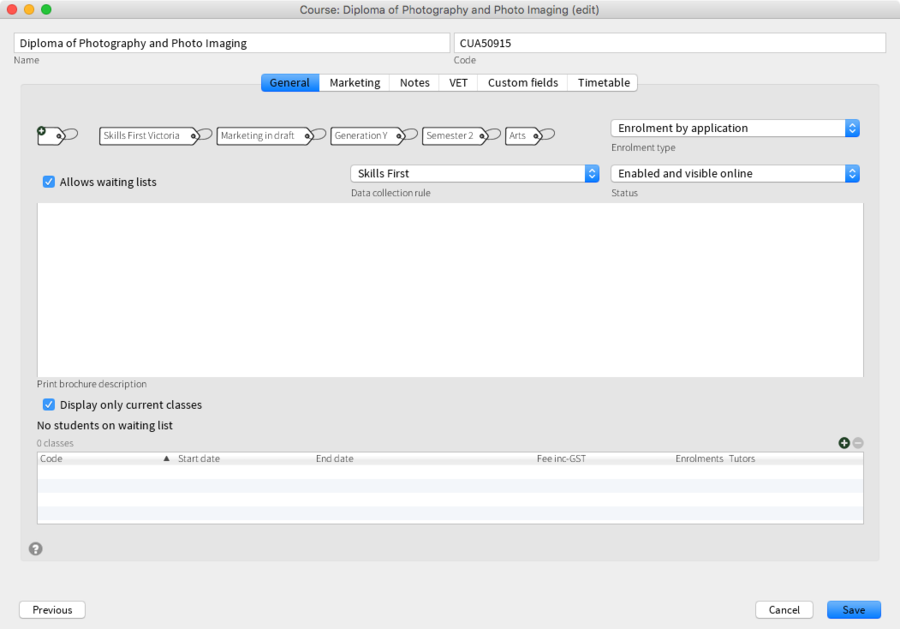 Course: Diploma of Photography and Photo Imaging (edit)
Diploma of Photography and Photo Imaging CUA50915
Name Code
General Marketing Notes VET Custom fields Timetable
Skills First Victoria Marketing in draft Generation Y Semester 2 Arts Enrolment by application
Enrolment type
Allows waiting lists Skills First Enabled and visible online
Data collection rule Status
Print brochure description
Display only current classes
No students on waiting list
0 classes
Code Start date End date Fee inc-GST Enrolments Tutors
?
Previous Cancel Save